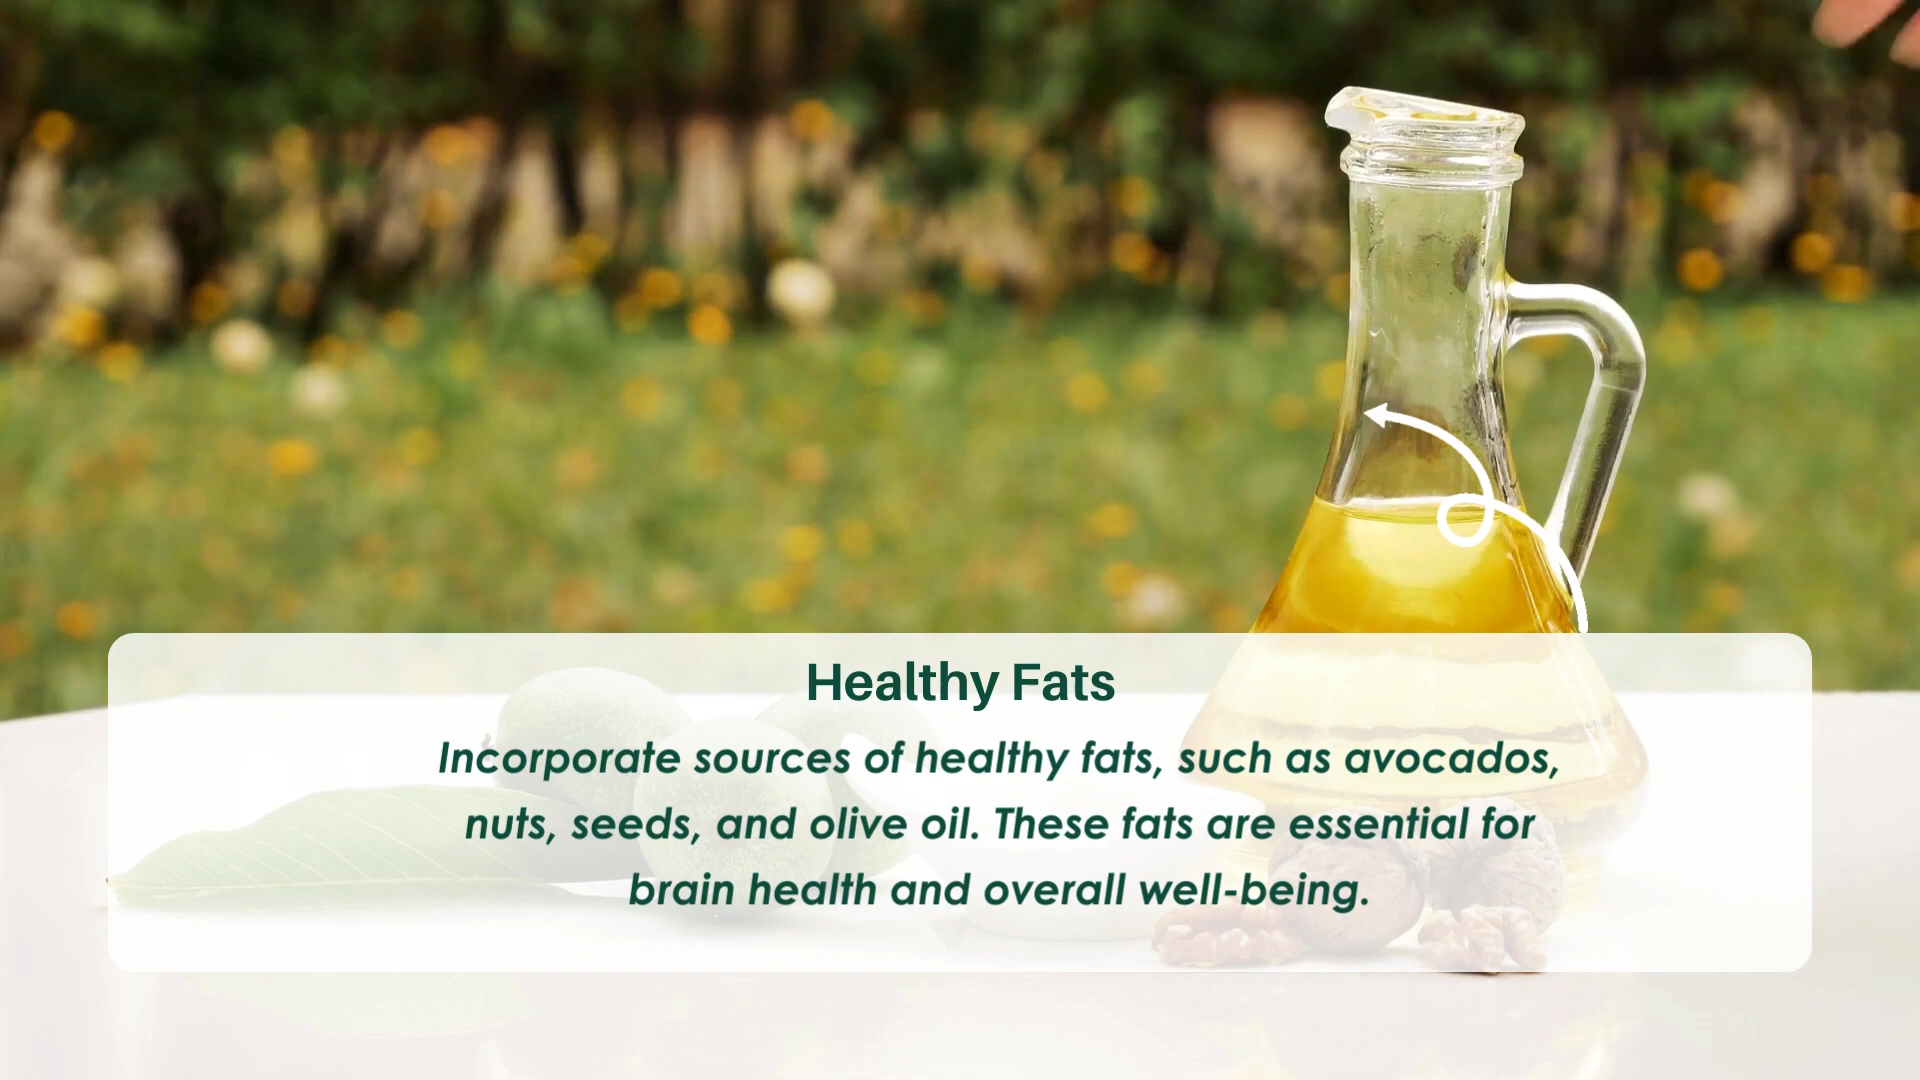 Healthy Fats
Incorporate sources of healthy fats, such as avocados,
nuts, seeds, and olive oil. These fats are essential for
brain health and overall well-being.